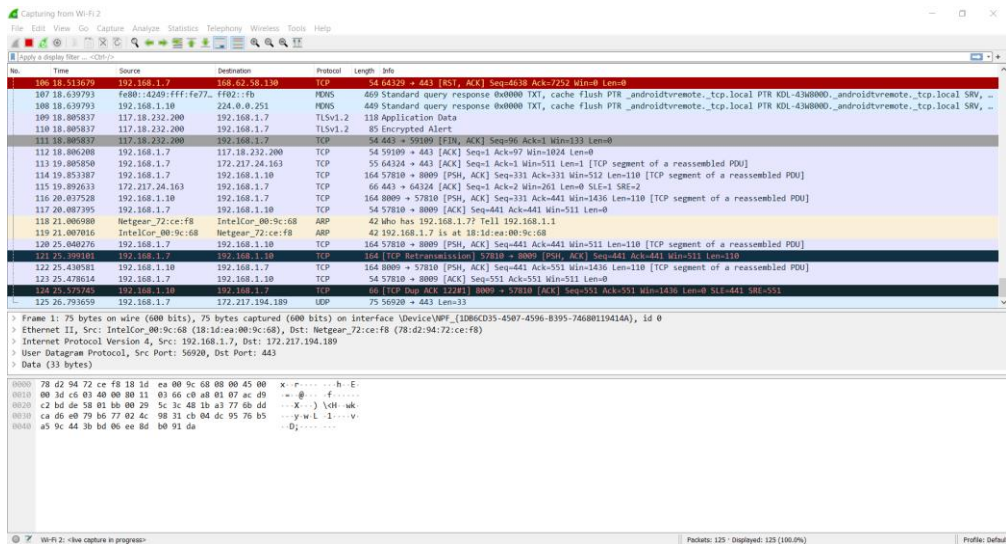 Capturing from Wi-Fi 2
File Edit View Go Capture Analyze Statistics Telephony Wireless Tools Help
Apply a display filter ... <Ctrl-/>
No. Time Source Destination Protocol Length Info
106 18.513679 192.168.1.7 168.62.58.130 TCP 54 64329 → 443 [RST, ACK] Seq=4638 Ack=7252 Win=0 Len=0
107 18.639793 fe80::4249:fff:fe77… ff02::fb MDNS 469 Standard query response 0x0000 TXT, cache flush PTR _androidtvremote._tcp.local PTR KDL-43W800D._androidtvremote._tcp.local SRV, …
108 18.639793 192.168.1.10 224.0.0.251 MDNS 449 Standard query response 0x0000 TXT, cache flush PTR _androidtvremote._tcp.local PTR KDL-43W800D._androidtvremote._tcp.local SRV, …
109 18.805837 117.18.232.200 192.168.1.7 TLSv1.2 118 Application Data
110 18.805837 117.18.232.200 192.168.1.7 TLSv1.2 85 Encrypted Alert
111 18.805837 117.18.232.200 192.168.1.7 TCP 54 443 → 59109 [FIN, ACK] Seq=96 Ack=1 Win=133 Len=0
112 18.806208 192.168.1.7 117.18.232.200 TCP 54 59109 → 443 [ACK] Seq=1 Ack=97 Win=1024 Len=0
113 19.805850 192.168.1.7 172.217.24.163 TCP 55 64324 → 443 [ACK] Seq=1 Ack=1 Win=511 Len=1 [TCP segment of a reassembled PDU]
114 19.853387 192.168.1.7 192.168.1.10 TCP 164 57810 → 8009 [PSH, ACK] Seq=331 Ack=331 Win=512 Len=110 [TCP segment of a reassembled PDU]
115 19.892633 172.217.24.163 192.168.1.7 TCP 66 443 → 64324 [ACK] Seq=1 Ack=2 Win=261 Len=0 SLE=1 SRE=2
116 20.037528 192.168.1.10 192.168.1.7 TCP 164 8009 → 57810 [PSH, ACK] Seq=331 Ack=441 Win=1436 Len=110 [TCP segment of a reassembled PDU]
117 20.087395 192.168.1.7 192.168.1.10 TCP 54 57810 → 8009 [ACK] Seq=441 Ack=441 Win=511 Len=0
118 21.006980 Netgear_72:ce:f8 IntelCor_00:9c:68 ARP 42 Who has 192.168.1.7? Tell 192.168.1.1
119 21.007016 IntelCor_00:9c:68 Netgear_72:ce:f8 ARP 42 192.168.1.7 is at 18:1d:ea:00:9c:68
120 25.040276 192.168.1.7 192.168.1.10 TCP 164 57810 → 8009 [PSH, ACK] Seq=441 Ack=441 Win=511 Len=110 [TCP segment of a reassembled PDU]
121 25.399101 192.168.1.7 192.168.1.10 TCP 164 [TCP Retransmission] 57810 → 8009 [PSH, ACK] Seq=441 Ack=441 Win=511 Len=110
122 25.430581 192.168.1.10 192.168.1.7 TCP 164 8009 → 57810 [PSH, ACK] Seq=441 Ack=551 Win=1436 Len=110 [TCP segment of a reassembled PDU]
123 25.478614 192.168.1.7 192.168.1.10 TCP 54 57810 → 8009 [ACK] Seq=551 Ack=551 Win=511 Len=0
124 25.575745 192.168.1.10 192.168.1.7 TCP 66 [TCP Dup ACK 122#1] 8009 → 57810 [ACK] Seq=551 Ack=551 Win=1436 Len=0 SLE=441 SRE=551
125 26.793659 192.168.1.7 172.217.194.189 UDP 75 56920 → 443 Len=33
> Frame 1: 75 bytes on wire (600 bits), 75 bytes captured (600 bits) on interface \Device\NPF_{1DB6CD35-4507-4596-B395-74680119414A}, id 0
> Ethernet II, Src: IntelCor_00:9c:68 (18:1d:ea:00:9c:68), Dst: Netgear_72:ce:f8 (78:d2:94:72:ce:f8)
> Internet Protocol Version 4, Src: 192.168.1.7, Dst: 172.217.194.189
> User Datagram Protocol, Src Port: 56920, Dst Port: 443
> Data (33 bytes)
0000 78 d2 94 72 ce f8 18 1d ea 00 9c 68 08 00 45 00 x··r···· ···h··E·
0010 00 3d c6 03 40 00 80 11 03 66 c0 a8 01 07 ac d9 ·=··@··· ·f······
0020 c2 bd de 58 01 bb 00 29 5c 3c 48 1b a3 77 6b dd ···X···) \<H··wk·
0030 ca d6 e0 79 b6 77 02 4c 98 31 cb 04 dc 95 76 b5 ···y·w·L ·1····v·
0040 a5 9c 44 3b bd 06 ee 8d b0 91 da ··D;···· ···
Wi-Fi 2: <live capture in progress>
Packets: 125 · Displayed: 125 (100.0%)
Profile: Default